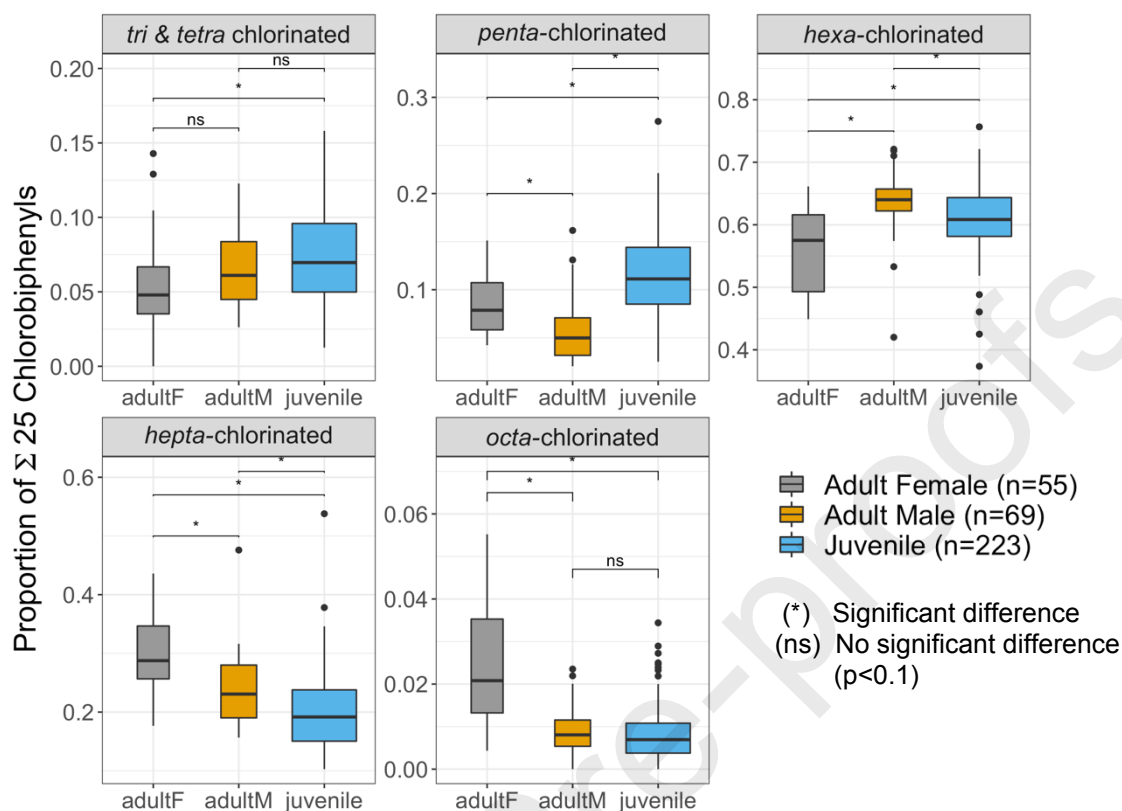 tri & tetra chlorinated
penta-chlorinated
hexa-chlorinated
Proportion of Σ 25 Chlorobiphenyls
0.20
0.15
0.10
0.05
0.00
ns
*
ns
adultF adultM juvenile
0.3
0.2
0.1
*
*
*
adultF adultM juvenile
0.8
0.7
0.6
0.5
0.4
*
*
*
adultF adultM juvenile
hepta-chlorinated
octa-chlorinated
0.6
0.4
0.2
*
*
*
adultF adultM juvenile
0.06
0.04
0.02
0.00
*
*
ns
adultF adultM juvenile
Adult Female (n=55)
Adult Male (n=69)
Juvenile (n=223)
(*) Significant difference
(ns) No significant difference
(p<0.1)
re-proofs